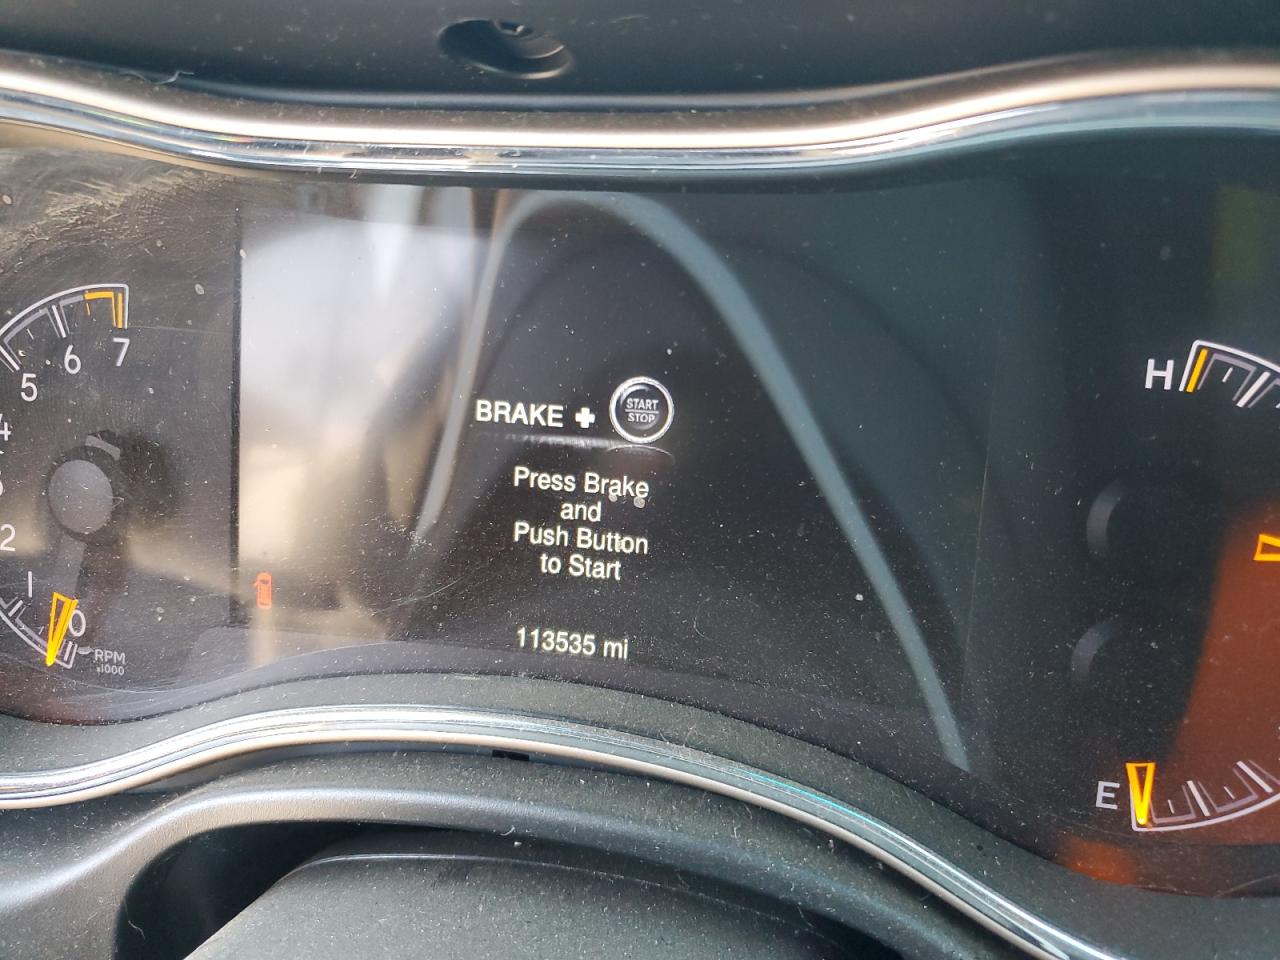 7
6
5
4
2
1
0
RPM
x1000
BRAKE + START
STOP
Press Brake
and
Push Button
to Start
113535 mi
H
E